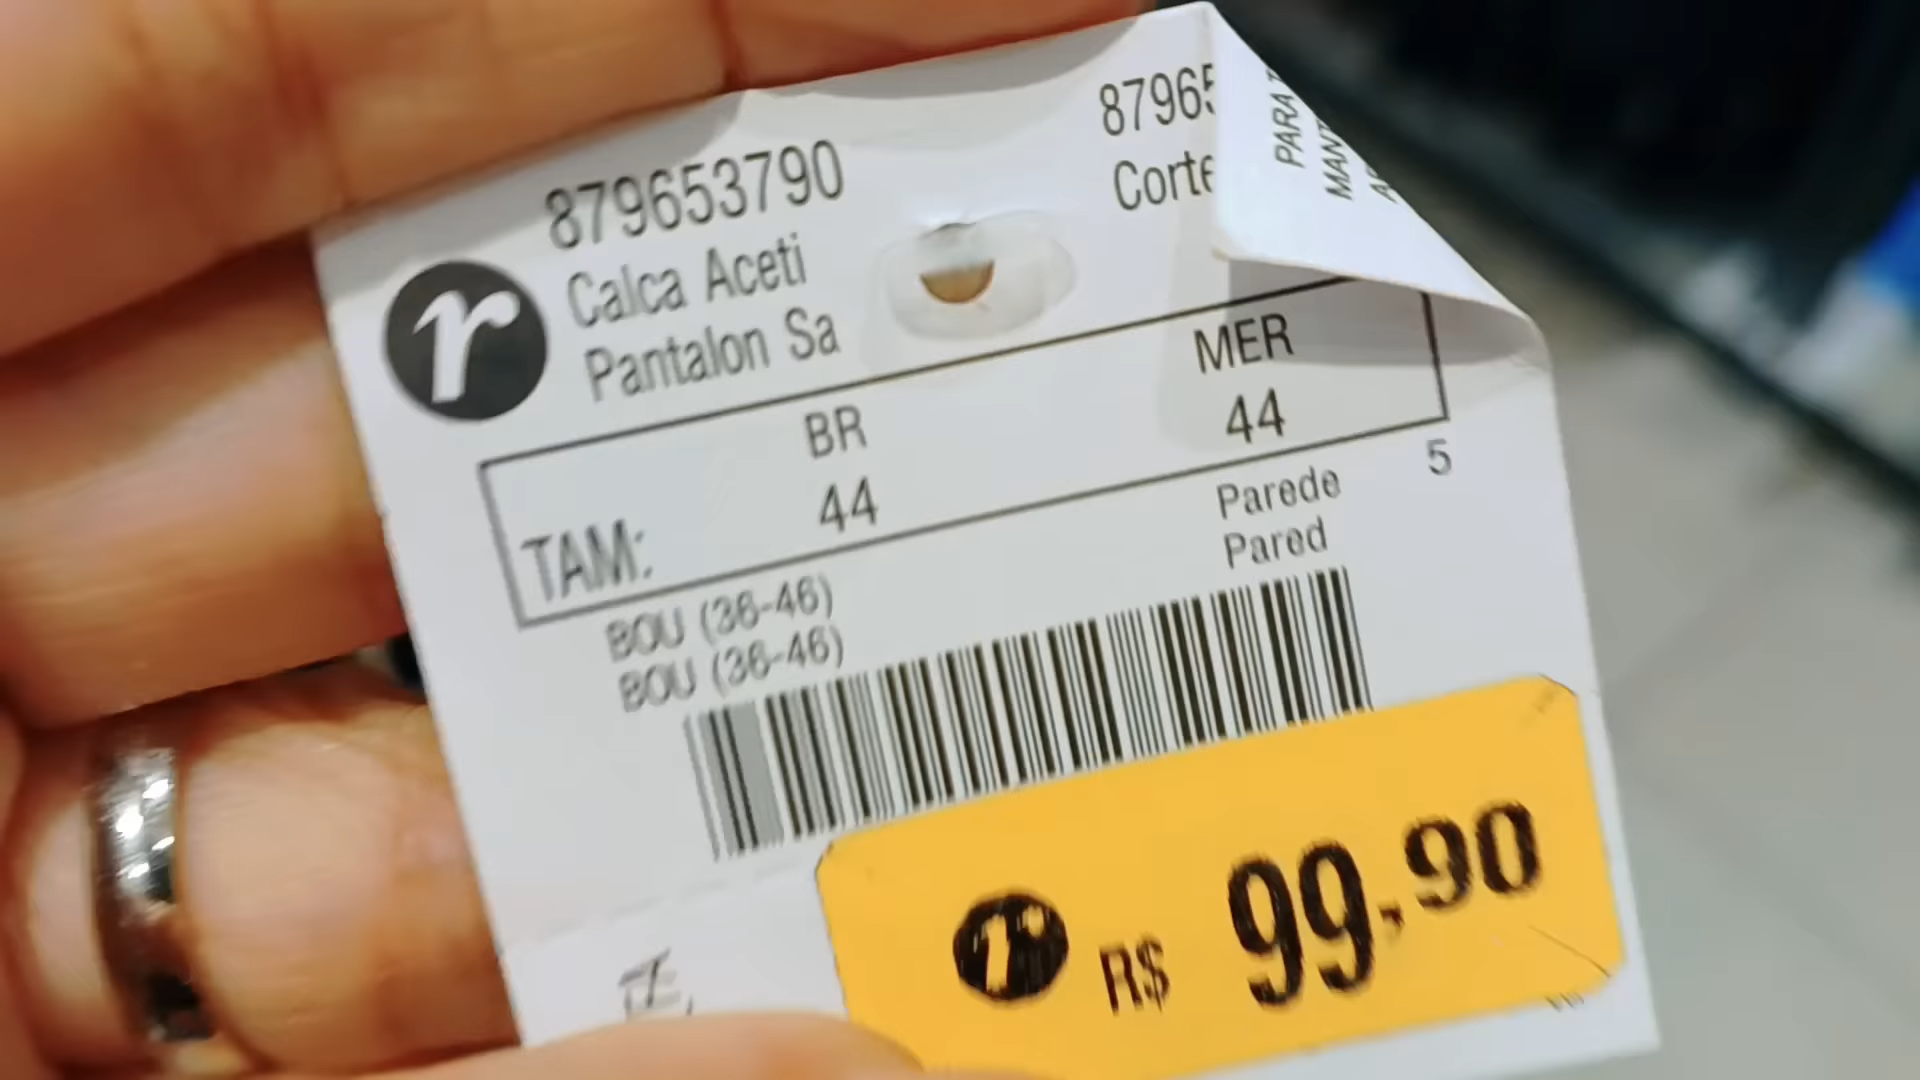 879653790
Calca Aceti
Pantalon Sa
87965
Corte
PARA
MANT
r
BR
MER
TAM:
44
44
5
BOU (36-46)
BOU (36-46)
Parede
Pared
r R$ 99,90